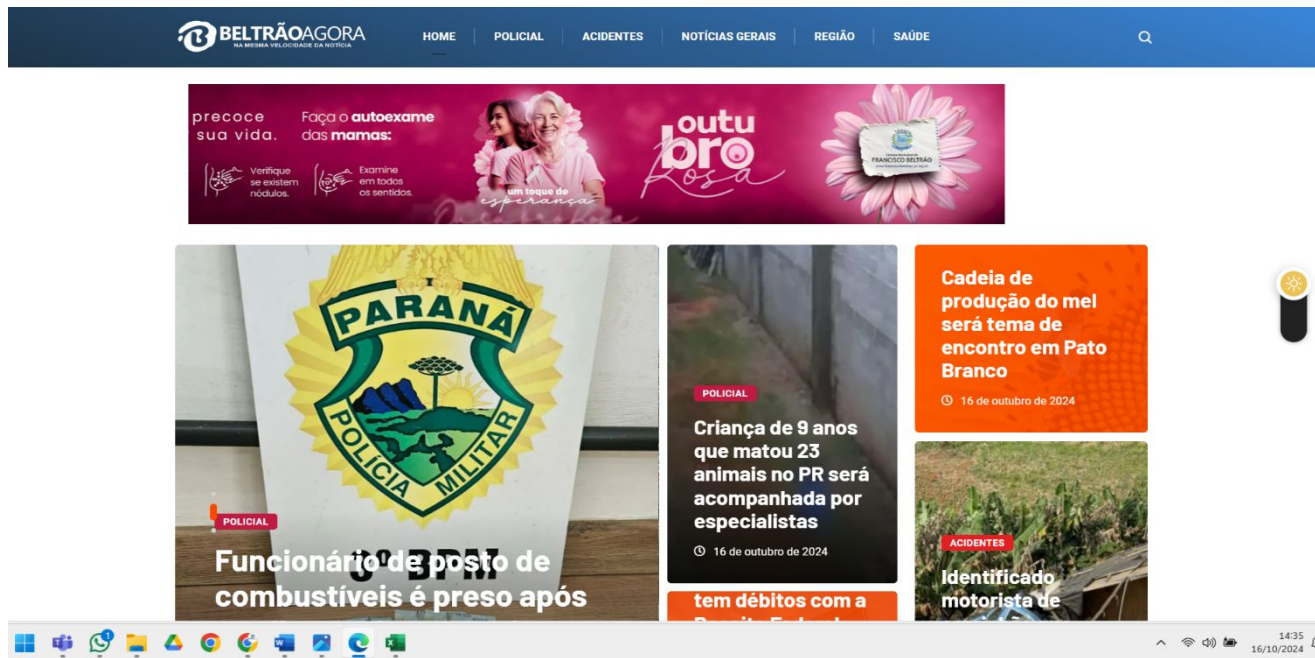 BELTRÃOAGORA
NA MESMA VELOCIDADE DA NOTÍCIA
HOME
POLICIAL
ACIDENTES
NOTÍCIAS GERAIS
REGIÃO
SAÚDE
precoce
sua vida.
Faça o autoexame
das mamas:
Verifique
se existem
nódulos.
Examine
em todos
os sentidos.
um toque de
esperança
outu
bro
Rosa
FRANCISCO BELTRÃO
PARANÁ
POLÍCIA MILITAR
3º BPM
POLICIAL
Funcionário de posto de
combustíveis é preso após
POLICIAL
Criança de 9 anos
que matou 23
animais no PR será
acompanhada por
especialistas
16 de outubro de 2024
tem débitos com a
Receita Federal
Cadeia de
produção do mel
será tema de
encontro em Pato
Branco
16 de outubro de 2024
ACIDENTES
Identificado
motorista de
14:35
16/10/2024